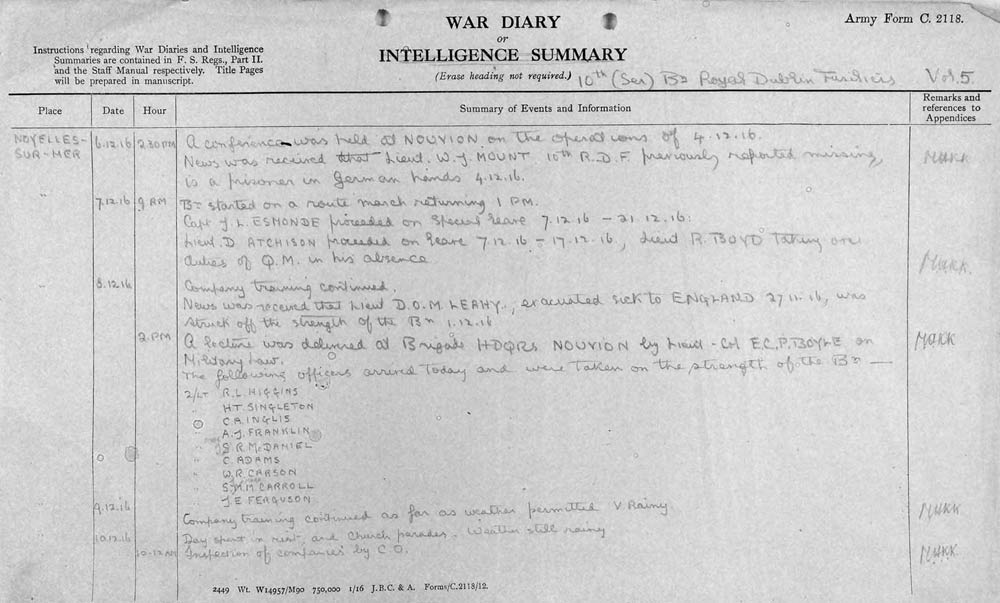 WAR DIARY
or
INTELLIGENCE SUMMARY
(Erase heading not required.)
Army Form C. 2118.
Instructions regarding War Diaries and Intelligence
Summaries are contained in F. S. Regs., Part II.
and the Staff Manual respectively. Title Pages
will be prepared in manuscript.
10th (Ser) Bn Royal Dublin Fusiliers Vol 5.
Place Date Hour Summary of Events and Information Remarks and references to Appendices
NOYELLES- 6.12.16 2.30 PM A conference was held at NOUVION on the operations of 4.12.16.
SUR-MER News was received that Lieut. W. J. MOUNT 10th R.D.F. previously reported missing,
is a prisoner in German hands 4.12.16.
" 7.12.16 9 AM Bn started on a route march returning 1 PM.
Capt J. L. ESMONDE proceeded on Special leave 7.12.16 - 21.12.16.
Lieut. D. ATCHISON proceeded on leave 7.12.16 - 17.12.16, Lieut R. BOYD taking over
duties of Q.M. in his absence
" 8.12.16 Company training continued.
News was received that Lieut D.O.M. LEAHY, evacuated sick to ENGLAND 27.11.16, was
struck off the strength of the Bn 1.12.16
2 PM A lecture was delivered at Brigade HDQRS NOUVION by Lieut-Col E.C.P. BOYLE on
Military Law.
The following officers arrived today and were taken on the strength of the Bn —
2/LT R.L. HIGGINS
" H.T. SINGLETON
" C.A. INGLIS
" A.J. FRANKLIN
" S.R. McDANIEL
" C. ADAMS
" W.R. CARSON
" CARROLL
" J.E FERGUSON
9.12.16 Company training continued as far as weather permitted V. Rainy.
10.12.16 Day spent in rest, and Church parades. Weather still rainy
10-12 AM Inspection of companies by C.O.
2449 Wt. W14957/M90 750,000 1/16 J.B.C. & A. Forms/C.2118/12.